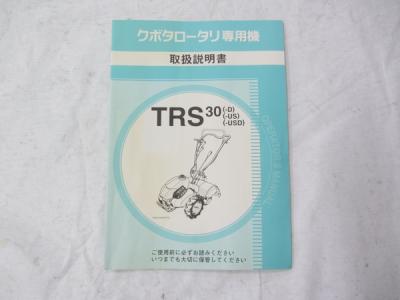 クボタロータリ専用機
取扱説明書
TRS30(-D)
(-US)
(-USD)
OPERATOR'S MANUAL
ご使用前に必ずお読みください
いつまでも大切に保管してください